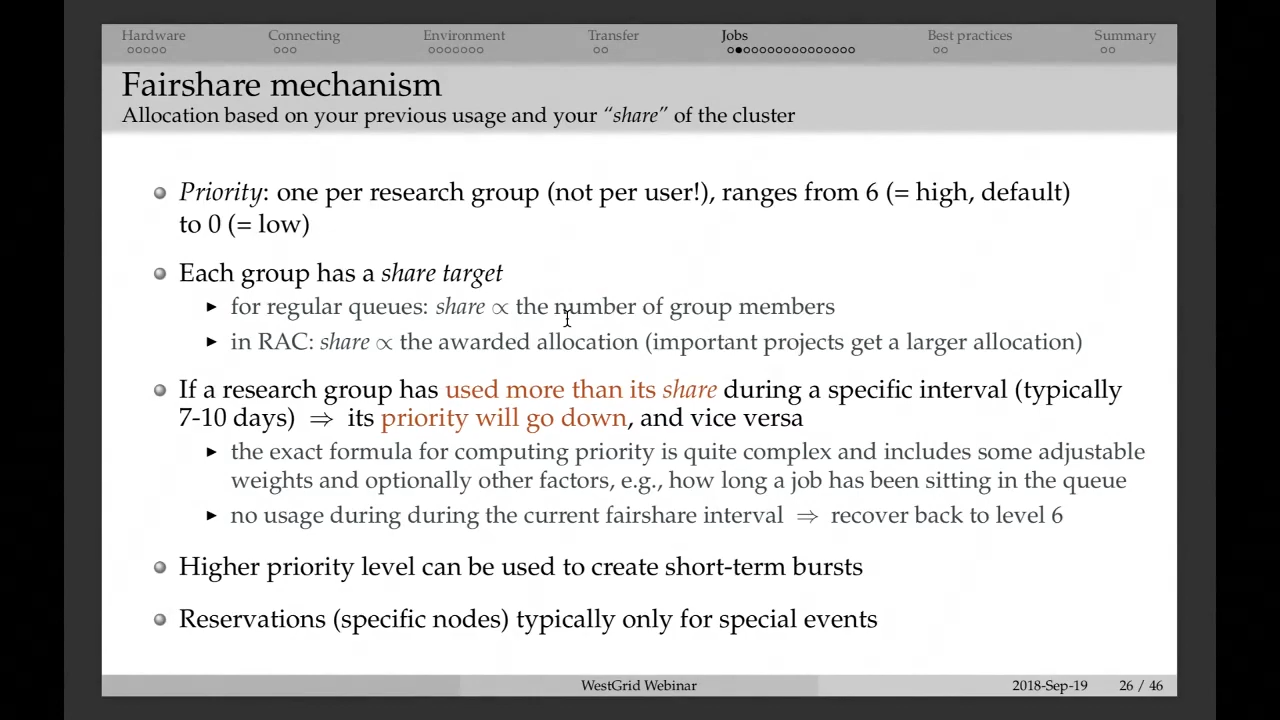 Hardware Connecting Environment Transfer Jobs Best practices Summary
Fairshare mechanism
Allocation based on your previous usage and your “share” of the cluster
Priority: one per research group (not per user!), ranges from 6 (= high, default)
to 0 (= low)
Each group has a share target
for regular queues: share ∝ the number of group members
in RAC: share ∝ the awarded allocation (important projects get a larger allocation)
If a research group has used more than its share during a specific interval (typically
7-10 days) ⇒ its priority will go down, and vice versa
the exact formula for computing priority is quite complex and includes some adjustable
weights and optionally other factors, e.g., how long a job has been sitting in the queue
no usage during during the current fairshare interval ⇒ recover back to level 6
Higher priority level can be used to create short-term bursts
Reservations (specific nodes) typically only for special events
WestGrid Webinar 2018-Sep-19 26 / 46